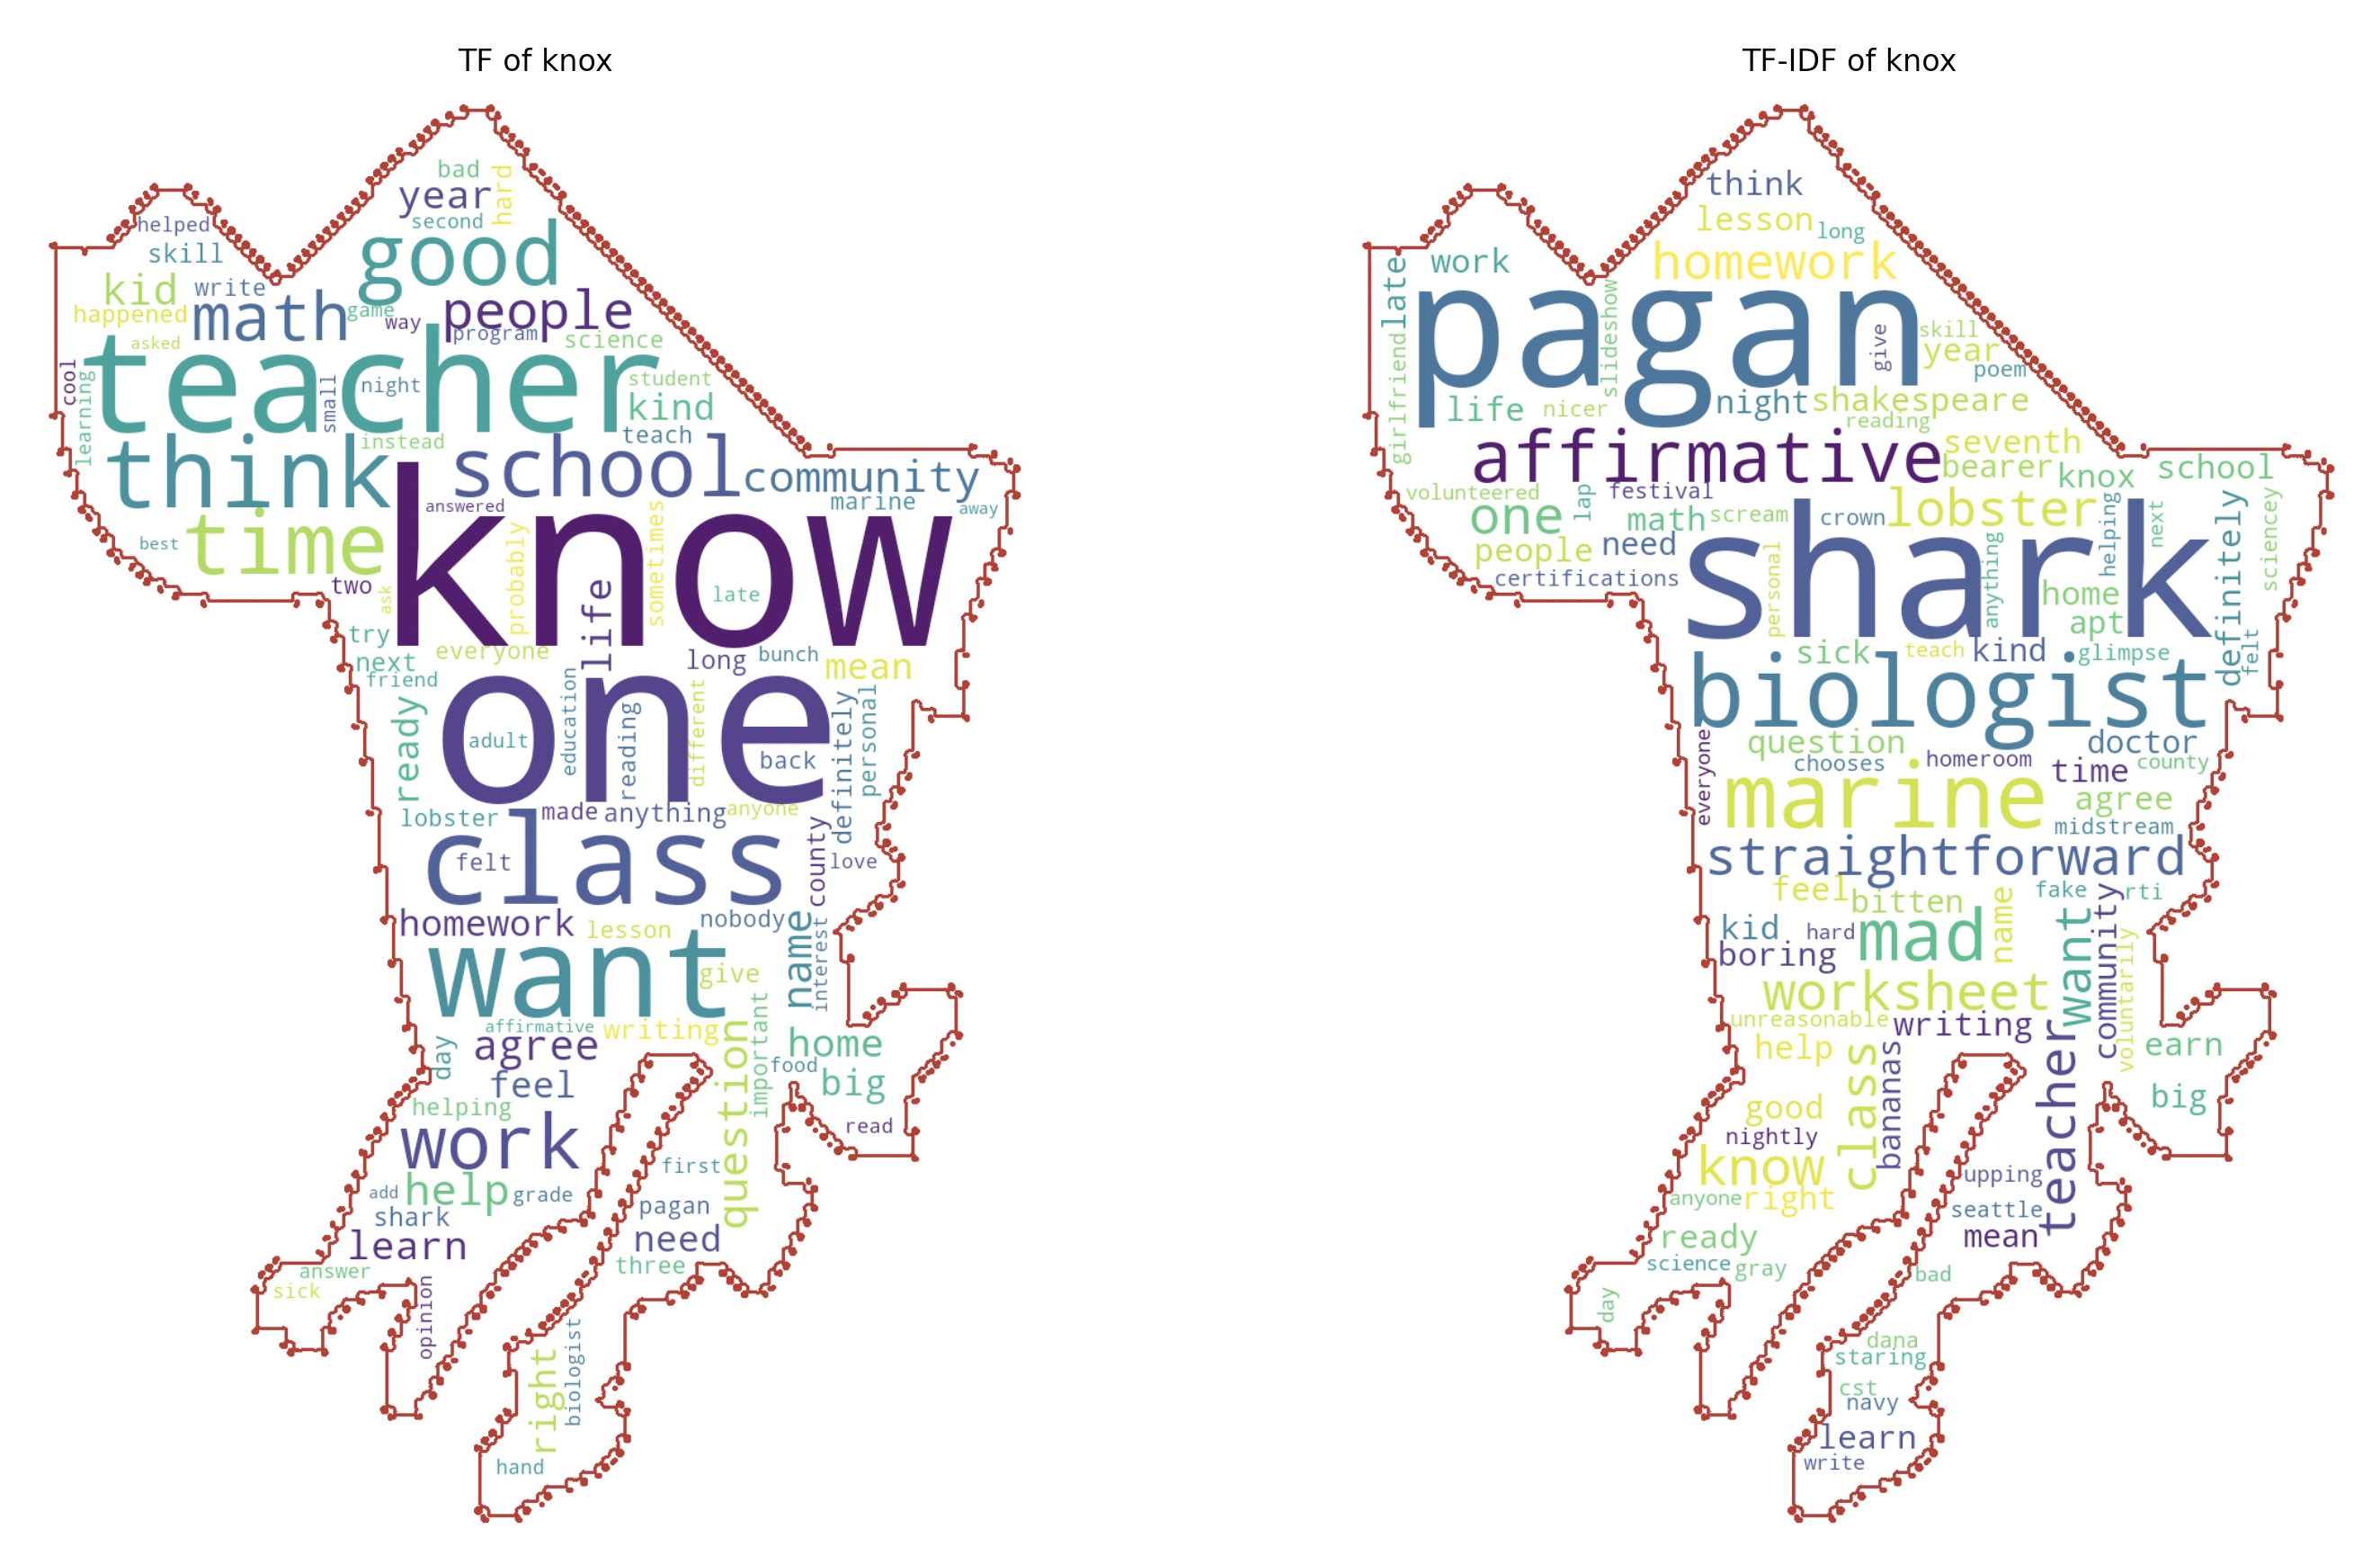 TF of knox
bad
year
hard
second
helped
skill
good
kid
write
happened
math
game
way
people
program
science
asked
teacher
cool
learning
small
night
student
kind
teach
instead
think
school
community
marine
away
answered
know
time
best
two
ask
probably
sometimes
late
life
try
everyone
next
friend
long
bunch
mean
one
ready
adult
education
reading
different
back
definitely
personal
lobster
made
anything
anyone
class
felt
county
love
homework
lesson
nobody
name
interest
want
give
important
affirmative
writing
agree
day
feel
question
home
food
big
helping
read
work
first
add
help
grade
pagan
shark
need
learn
three
answer
sick
opinion
right
biologist
hand
TF-IDF of knox
think
lesson
long
work
homework
late
girlfriend
pagan
slideshow
give
skill
year
poem
life
nicer
night
shakespeare
reading
affirmative
seventh
bearer
knox
school
volunteered
lap
festival
one
math
scream
crown
lobster
helping
next
definitely
sciencey
people
need
certifications
personal
shark
anything
home
apt
sick
teach
kind
glimpse
felt
biologist
everyone
question
chooses
homeroom
doctor
time
county
marine
agree
midstream
straightforward
feel
bitten
fake
rti
kid
hard
boring
mad
name
want
community
voluntarily
worksheet
unreasonable
writing
help
class
bananas
teacher
earn
big
good
nightly
know
anyone
right
upping
seattle
mean
ready
science
gray
bad
day
dana
staring
cst
navy
learn
write